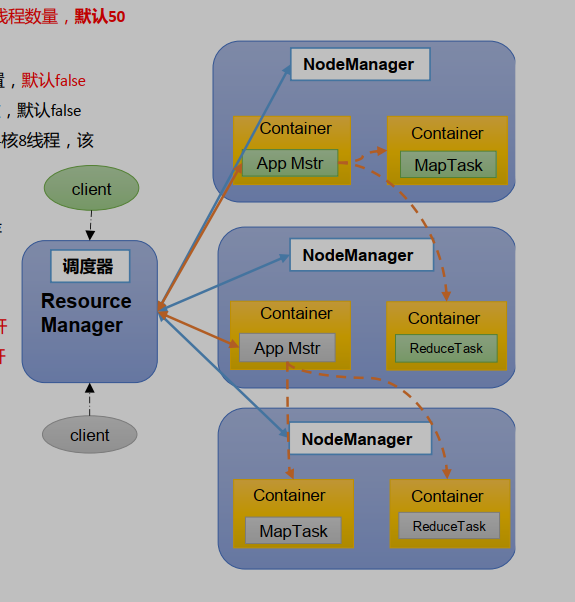 线程数量，默认50
，默认false
，默认false
核8线程，该
client
调度器
Resource
Manager
client
NodeManager
Container
App Mstr
Container
MapTask
NodeManager
Container
App Mstr
Container
ReduceTask
NodeManager
Container
MapTask
Container
ReduceTask